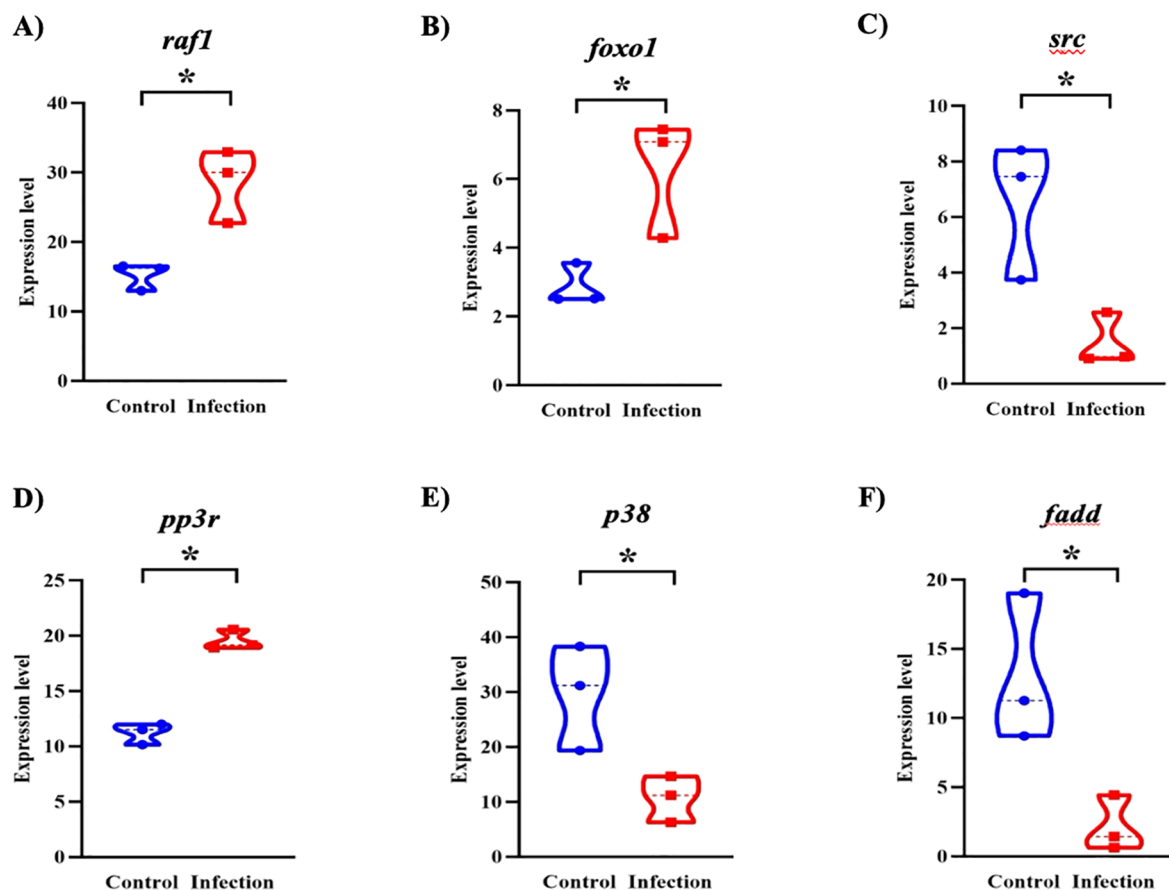 A)
raf1
*
Expression level
40
30
20
10
0
Control Infection
B)
foxo1
*
Expression level
8
6
4
2
0
Control Infection
C)
src
*
Expression level
10
8
6
4
2
0
Control Infection
D)
pp3r
*
Expression level
25
20
15
10
5
0
Control Infection
E)
p38
*
Expression level
50
40
30
20
10
0
Control Infection
F)
fadd
*
Expression level
20
15
10
5
0
Control Infection